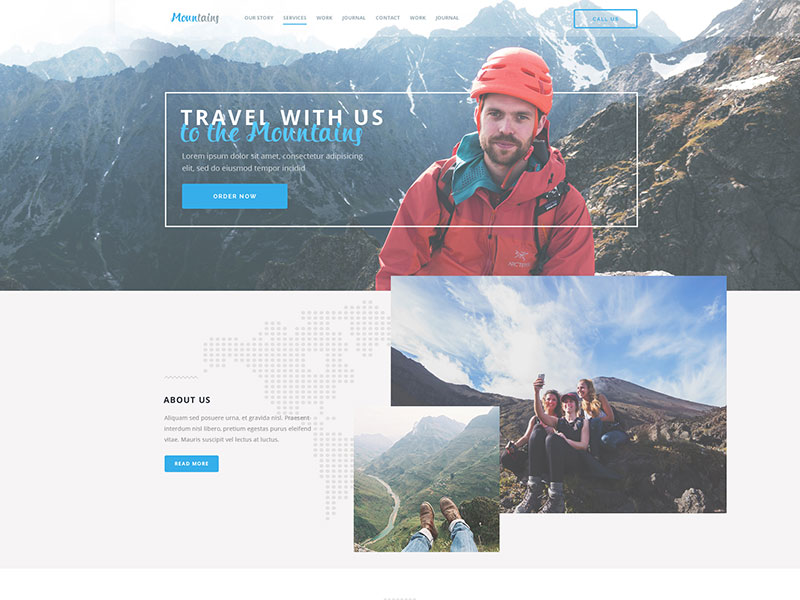 Mountains
OUR STORY SERVICES WORK JOURNAL CONTACT WORK JOURNAL
CALL US
TRAVEL WITH US
to the Mountains
Lorem ipsum dolor sit amet, consectetur adipisicing
elit, sed do eiusmod tempor incidid
ORDER NOW
ARC'TERYX
ABOUT US
Aliquam sed posuere urna, et gravida nisl. Praesent
interdum nisl libero, pretium egestas purus eleifend
vitae. Mauris suscipit vel lectus at luctus.
READ MORE